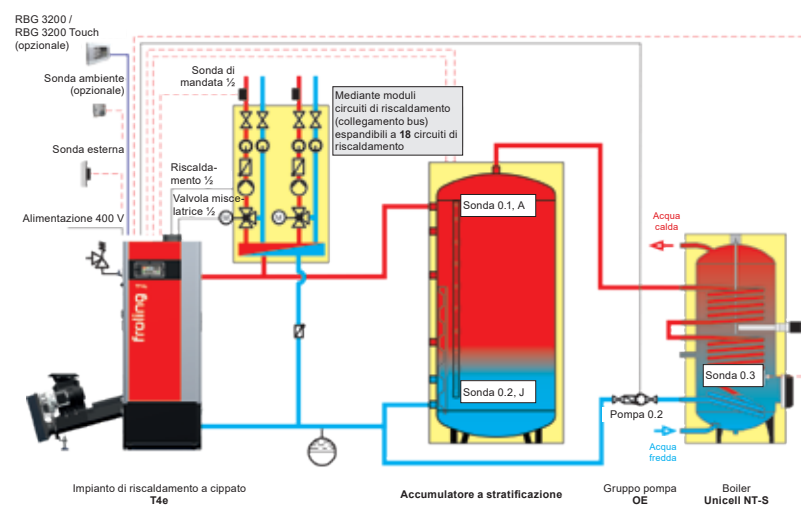 RBG 3200 /
RBG 3200 Touch
(opzionale)
Sonda ambiente
(opzionale)
Sonda esterna
Alimentazione 400 V
Sonda di
mandata ½
Riscalda-
mento ½
Valvola misce-
latrice ½
M
M
Mediante moduli
circuiti di riscaldamento
(collegamento bus)
espandibili a 18 circuiti di
riscaldamento
fröling
Sonda 0.1, A
Sonda 0.2, J
Acqua
calda
Sonda 0.3
Pompa 0.2
Acqua
fredda
Impianto di riscaldamento a cippato
T4e
Accumulatore a stratificazione
Gruppo pompa
OE
Boiler
Unicell NT-S